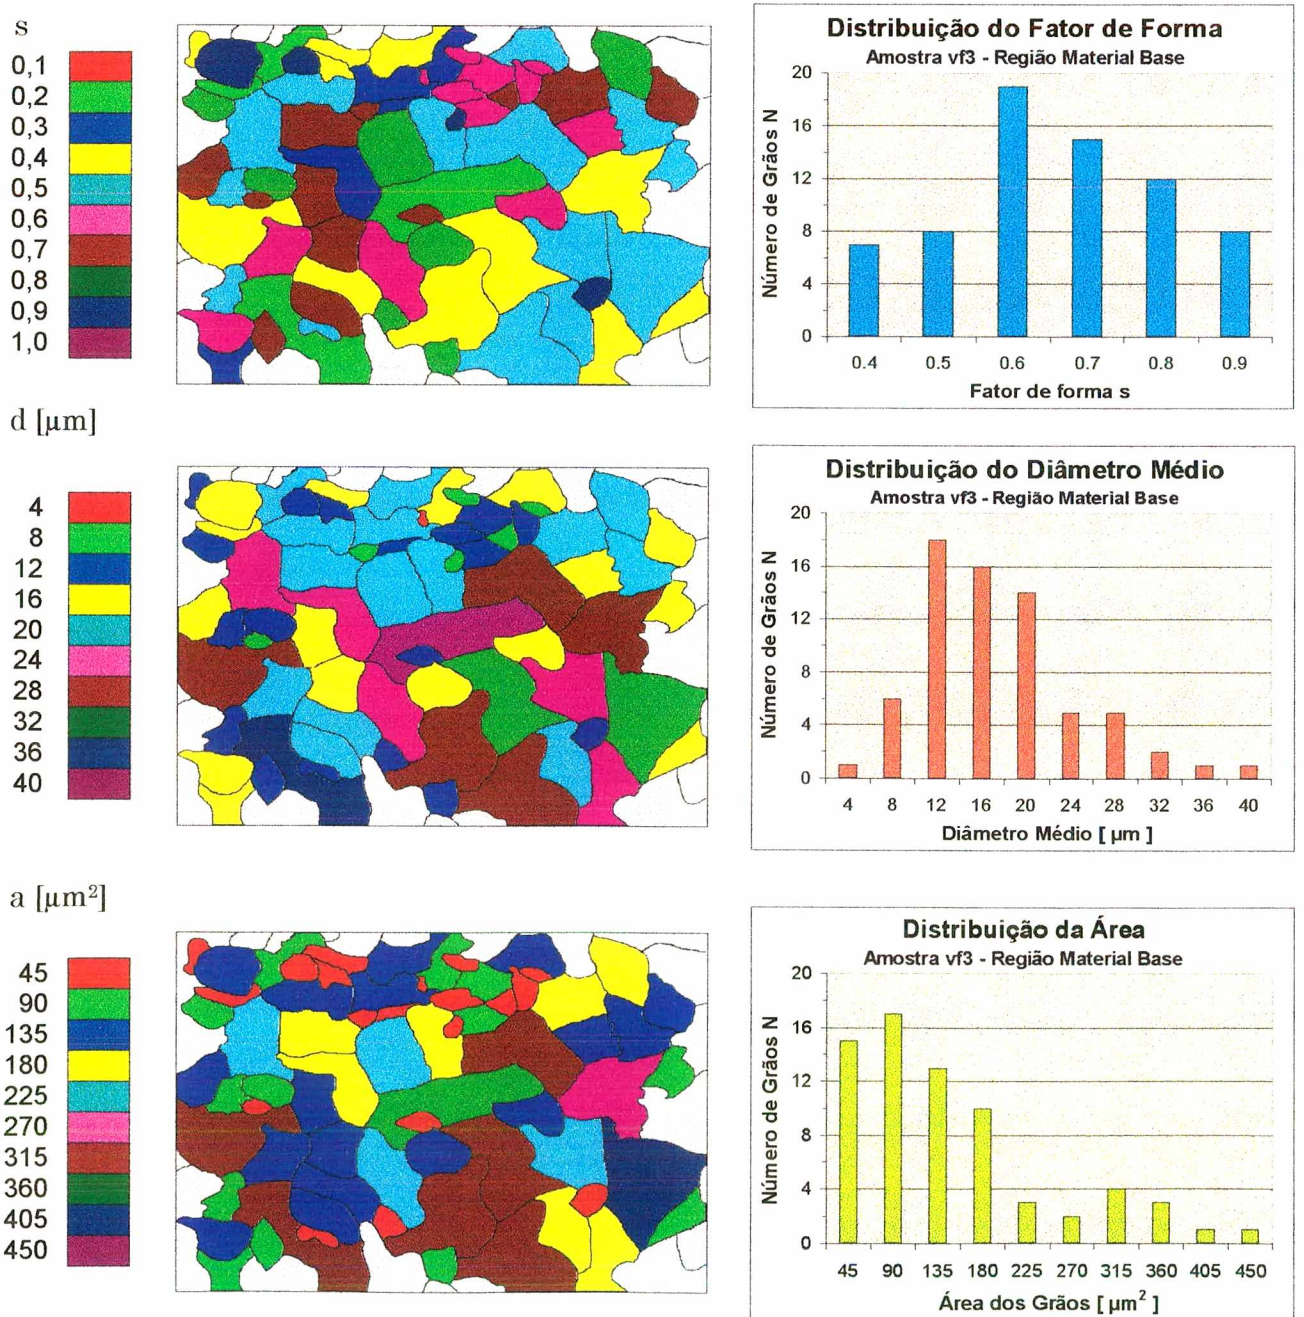 s
0,1
0,2
0,3
0,4
0,5
0,6
0,7
0,8
0,9
1,0
Distribuição do Fator de Forma
Amostra vf3 - Região Material Base
Número de Grãos N
20
16
12
8
4
0
0.4 0.5 0.6 0.7 0.8 0.9
Fator de forma s
d [µm]
4
8
12
16
20
24
28
32
36
40
Distribuição do Diâmetro Médio
Amostra vf3 - Região Material Base
Número de Grãos N
20
16
12
8
4
0
4 8 12 16 20 24 28 32 36 40
Diâmetro Médio [ µm ]
a [µm²]
45
90
135
180
225
270
315
360
405
450
Distribuição da Área
Amostra vf3 - Região Material Base
Número de Grãos N
20
16
12
8
4
0
45 90 135 180 225 270 315 360 405 450
Área dos Grãos [ µm² ]